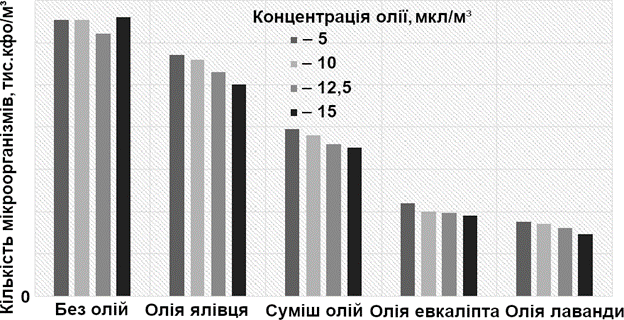 Кількість мікроорганізмів, тис.кфо/м³
Концентрація олії, мкл/м³
– 5
– 10
– 12,5
– 15
0
Без олій
Олія ялівця
Суміш олій
Олія евкаліпта
Олія лаванди